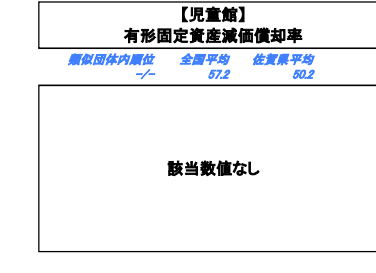 【児童館】
有形固定資産減価償却率
類似団体内順位 全国平均 佐賀県平均
-/- 57.2 50.2
該当数値なし